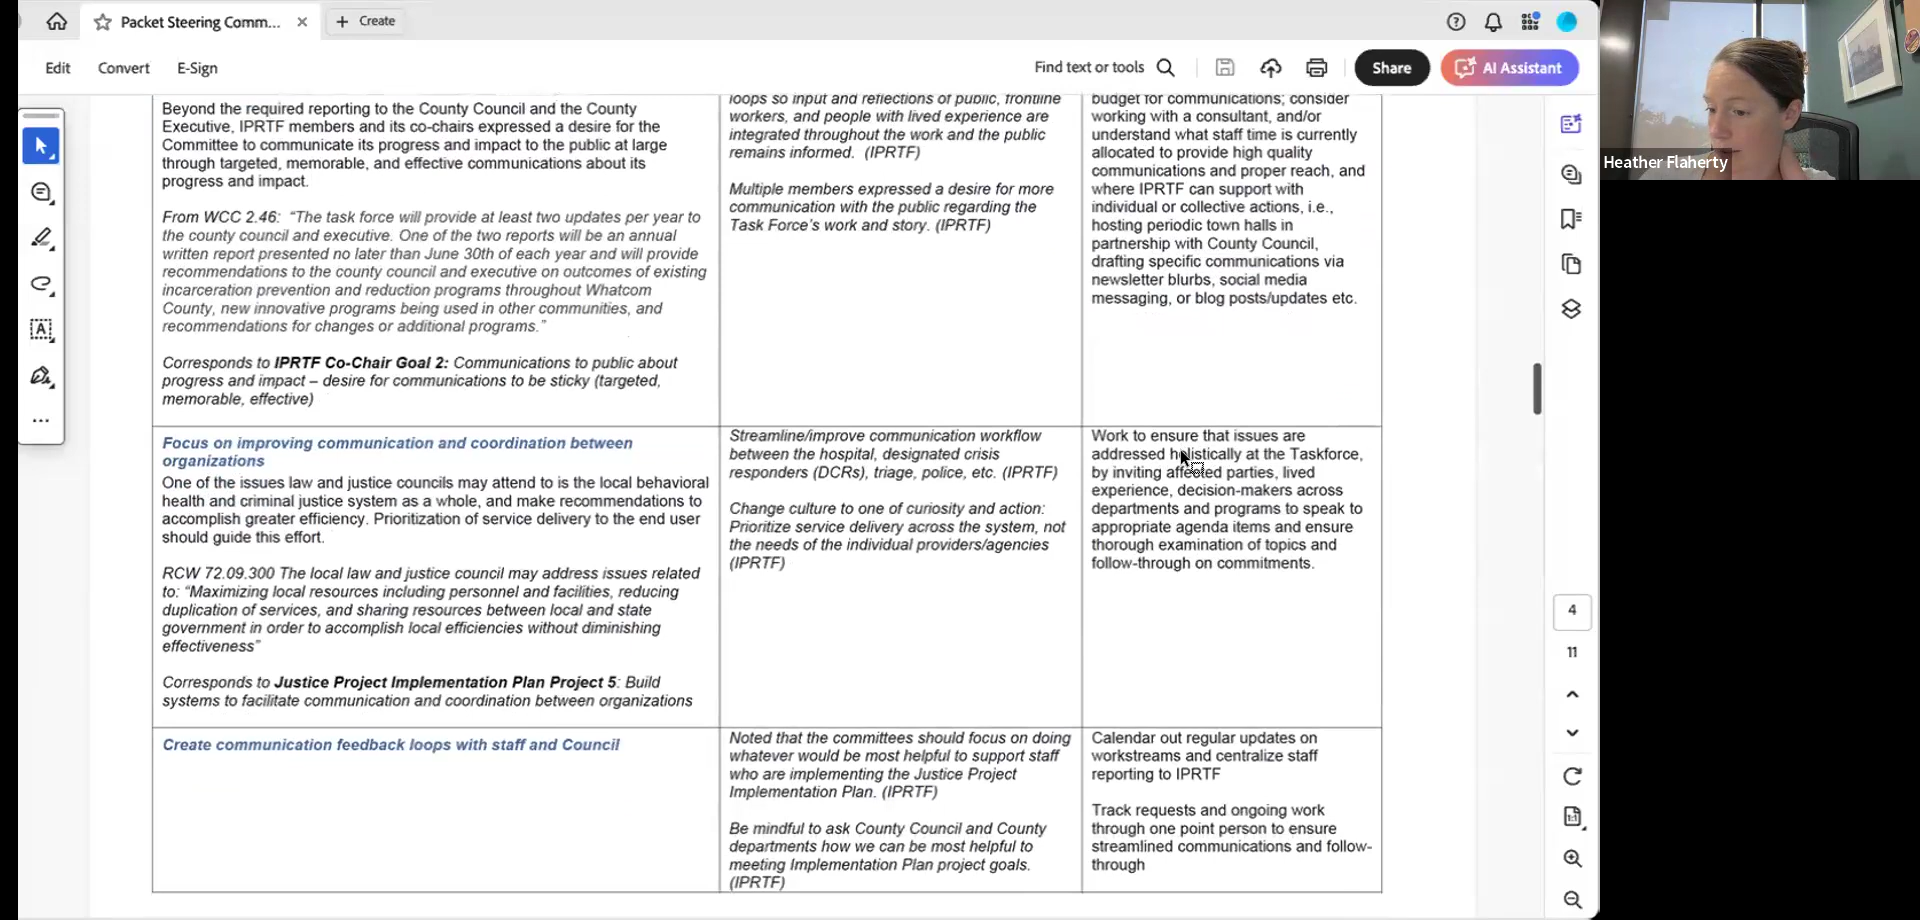 Packet Steering Comm...
Create
Edit
Convert
E-Sign
Find text or tools
Share
AI Assistant
Heather Flaherty
Beyond the required reporting to the County Council and the County
Executive, IPRTF members and its co-chairs expressed a desire for the
Committee to communicate its progress and impact to the public at large
through targeted, memorable, and effective communications about its
progress and impact.
From WCC 2.46: “The task force will provide at least two updates per year to
the county council and executive. One of the two reports will be an annual
written report presented no later than June 30th of each year and will provide
recommendations to the county council and executive on outcomes of existing
incarceration prevention and reduction programs throughout Whatcom
County, new innovative programs being used in other communities, and
recommendations for changes or additional programs.”
Corresponds to IPRTF Co-Chair Goal 2: Communications to public about
progress and impact – desire for communications to be sticky (targeted,
memorable, effective)
loops so input and reflections of public, frontline
workers, and people with lived experience are
integrated throughout the work and the public
remains informed. (IPRTF)
Multiple members expressed a desire for more
communication with the public regarding the
Task Force’s work and story. (IPRTF)
budget for communications; consider
working with a consultant, and/or
understand what staff time is currently
allocated to provide high quality
communications and proper reach, and
where IPRTF can support with
individual or collective actions, i.e.,
hosting periodic town halls in
partnership with County Council,
drafting specific communications via
newsletter blurbs, social media
messaging, or blog posts/updates etc.
Focus on improving communication and coordination between
organizations
One of the issues law and justice councils may attend to is the local behavioral
health and criminal justice system as a whole, and make recommendations to
accomplish greater efficiency. Prioritization of service delivery to the end user
should guide this effort.
RCW 72.09.300 The local law and justice council may address issues related
to: “Maximizing local resources including personnel and facilities, reducing
duplication of services, and sharing resources between local and state
government in order to accomplish local efficiencies without diminishing
effectiveness”
Corresponds to Justice Project Implementation Plan Project 5: Build
systems to facilitate communication and coordination between organizations
Streamline/improve communication workflow
between the hospital, designated crisis
responders (DCRs), triage, police, etc. (IPRTF)
Change culture to one of curiosity and action:
Prioritize service delivery across the system, not
the needs of the individual providers/agencies
(IPRTF)
Work to ensure that issues are
addressed holistically at the Taskforce,
by inviting affected parties, lived
experience, decision-makers across
departments and programs to speak to
appropriate agenda items and ensure
thorough examination of topics and
follow-through on commitments.
Create communication feedback loops with staff and Council
Noted that the committees should focus on doing
whatever would be most helpful to support staff
who are implementing the Justice Project
Implementation Plan. (IPRTF)
Be mindful to ask County Council and County
departments how we can be most helpful to
meeting Implementation Plan project goals.
(IPRTF)
Calendar out regular updates on
workstreams and centralize staff
reporting to IPRTF
Track requests and ongoing work
through one point person to ensure
streamlined communications and follow-
through
4
11